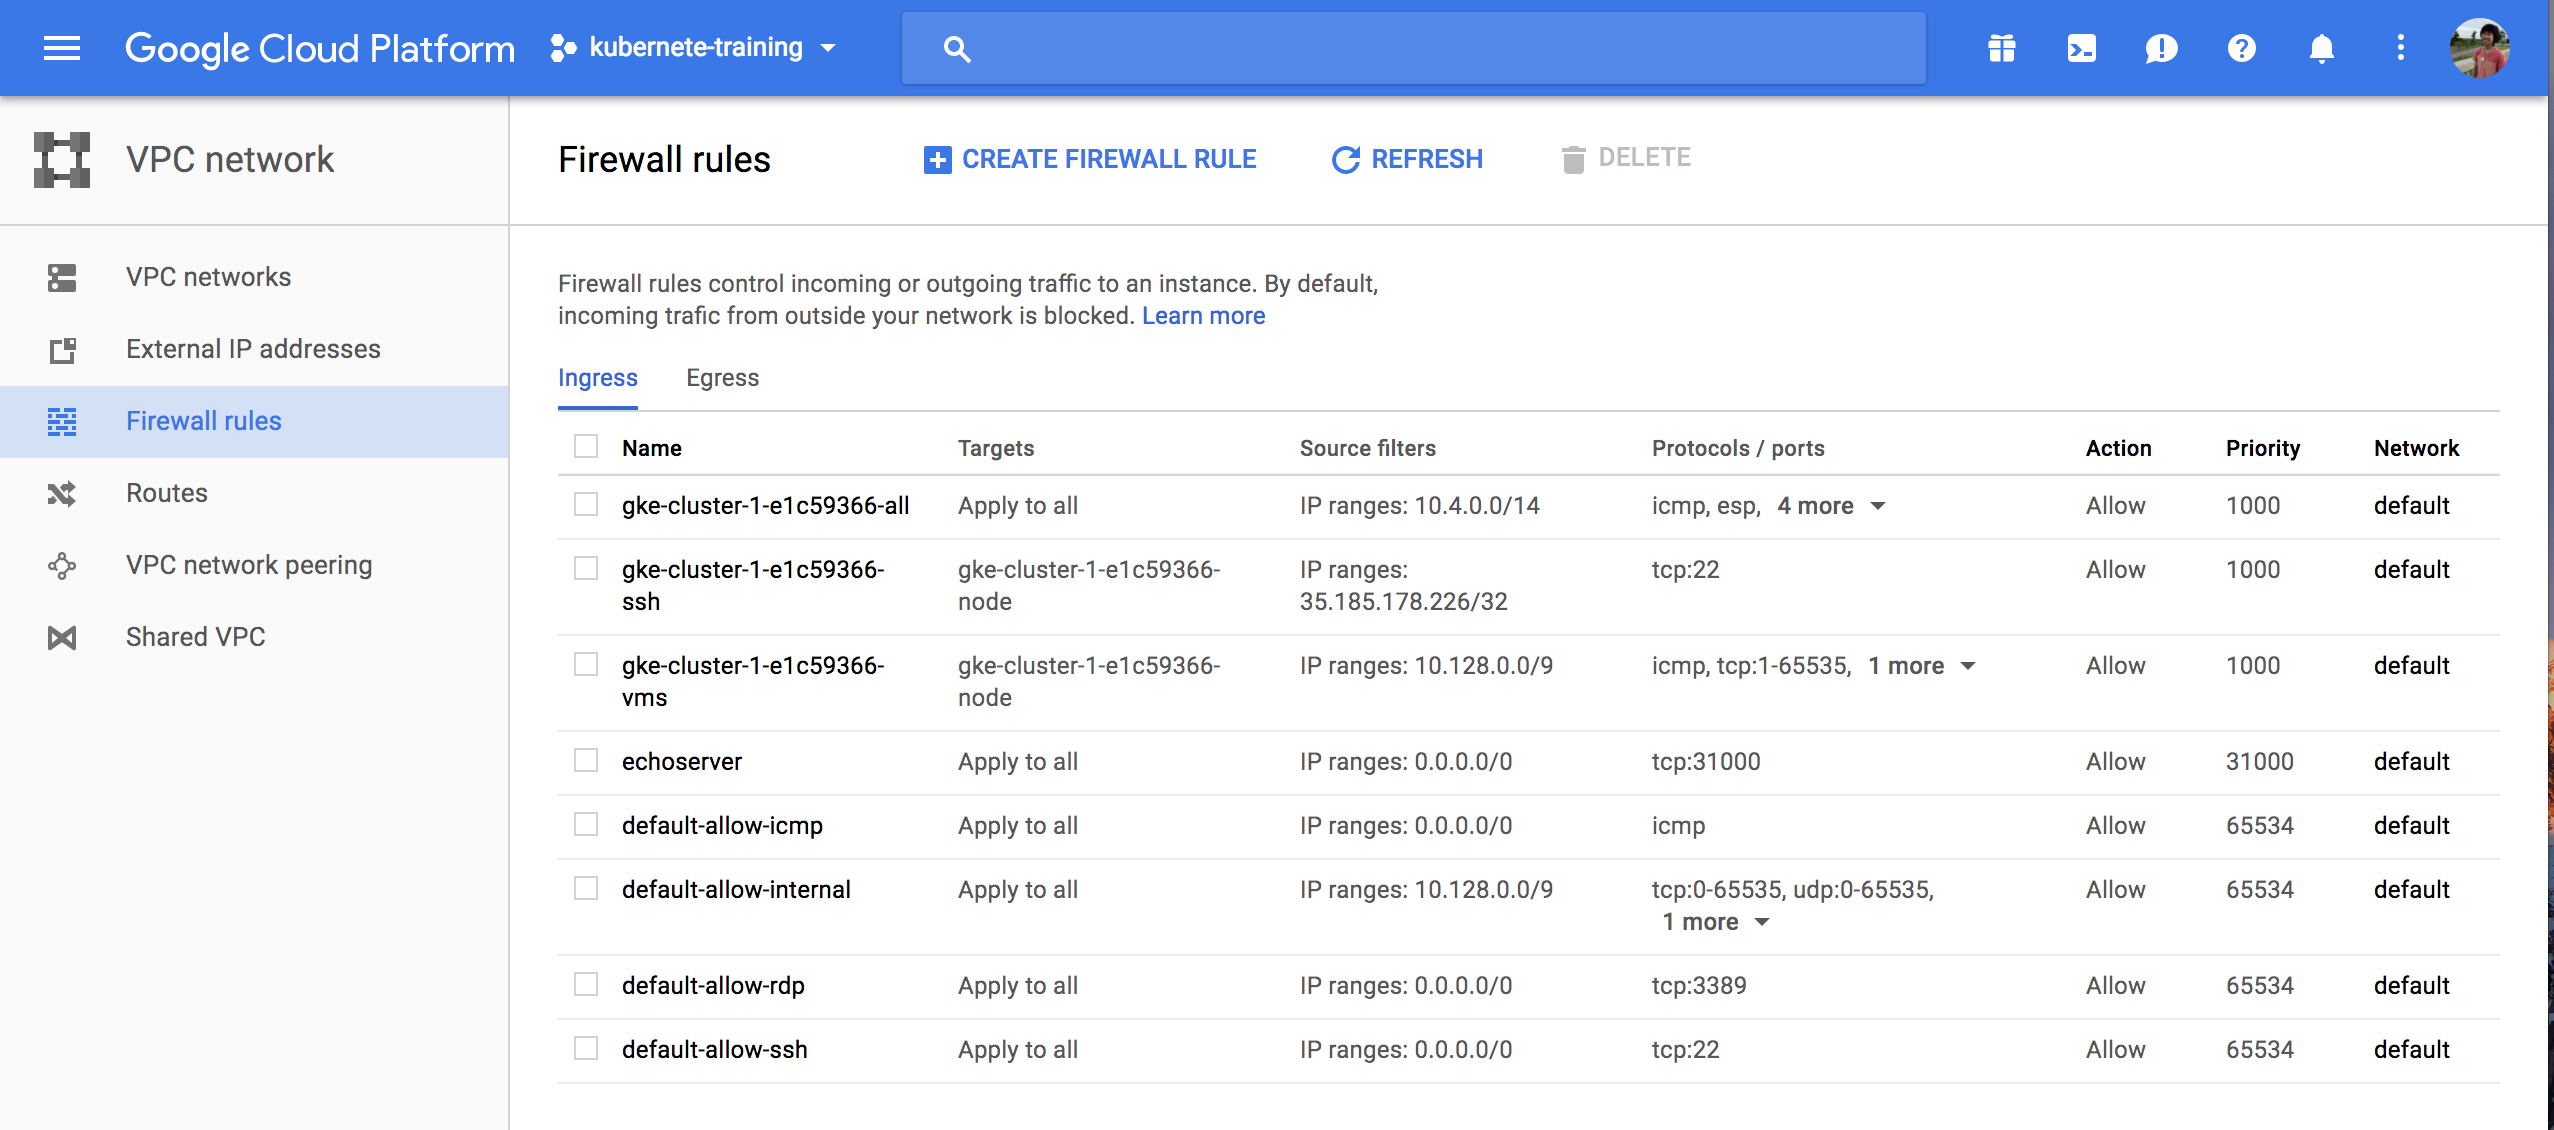 Google Cloud Platform kubernete-training
VPC network
Firewall rules CREATE FIREWALL RULE REFRESH DELETE
VPC networks
External IP addresses
Firewall rules
Routes
VPC network peering
Shared VPC
Firewall rules control incoming or outgoing traffic to an instance. By default,
incoming trafic from outside your network is blocked. Learn more
Ingress Egress
Name Targets Source filters Protocols / ports Action Priority Network
gke-cluster-1-e1c59366-all Apply to all IP ranges: 10.4.0.0/14 icmp, esp, 4 more Allow 1000 default
gke-cluster-1-e1c59366- gke-cluster-1-e1c59366- IP ranges: tcp:22 Allow 1000 default
ssh node 35.185.178.226/32
gke-cluster-1-e1c59366- gke-cluster-1-e1c59366- IP ranges: 10.128.0.0/9 icmp, tcp:1-65535, 1 more Allow 1000 default
vms node
echoserver Apply to all IP ranges: 0.0.0.0/0 tcp:31000 Allow 31000 default
default-allow-icmp Apply to all IP ranges: 0.0.0.0/0 icmp Allow 65534 default
default-allow-internal Apply to all IP ranges: 10.128.0.0/9 tcp:0-65535, udp:0-65535, Allow 65534 default
1 more
default-allow-rdp Apply to all IP ranges: 0.0.0.0/0 tcp:3389 Allow 65534 default
default-allow-ssh Apply to all IP ranges: 0.0.0.0/0 tcp:22 Allow 65534 default